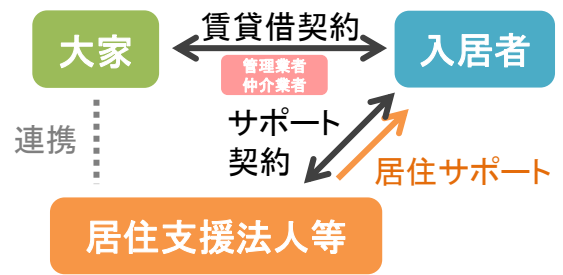 賃貸借契約
大家
入居者
管理業者
仲介業者
連携
サポート
契約
居住サポート
居住支援法人等